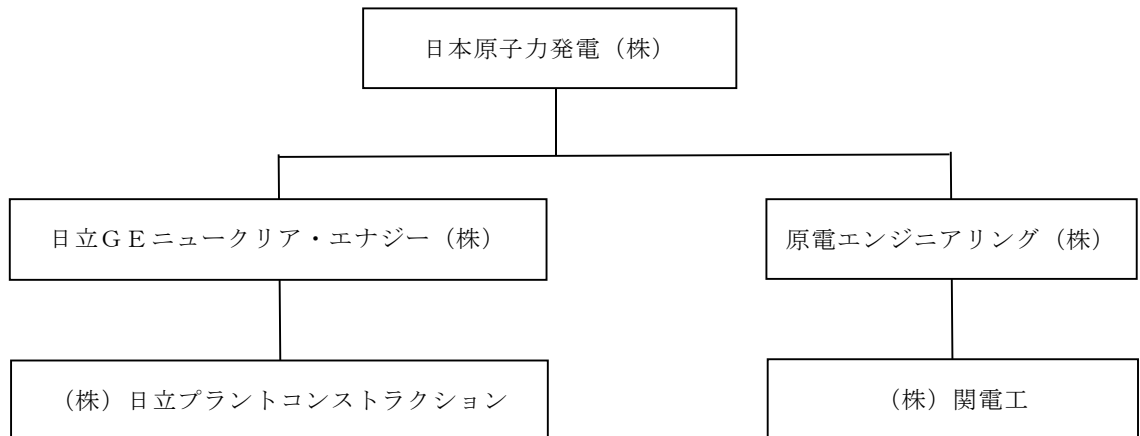 日本原子力発電（株）
日立ＧＥニュークリア・エナジー（株）
原電エンジニアリング（株）
（株）日立プラントコンストラクション
（株）関電工